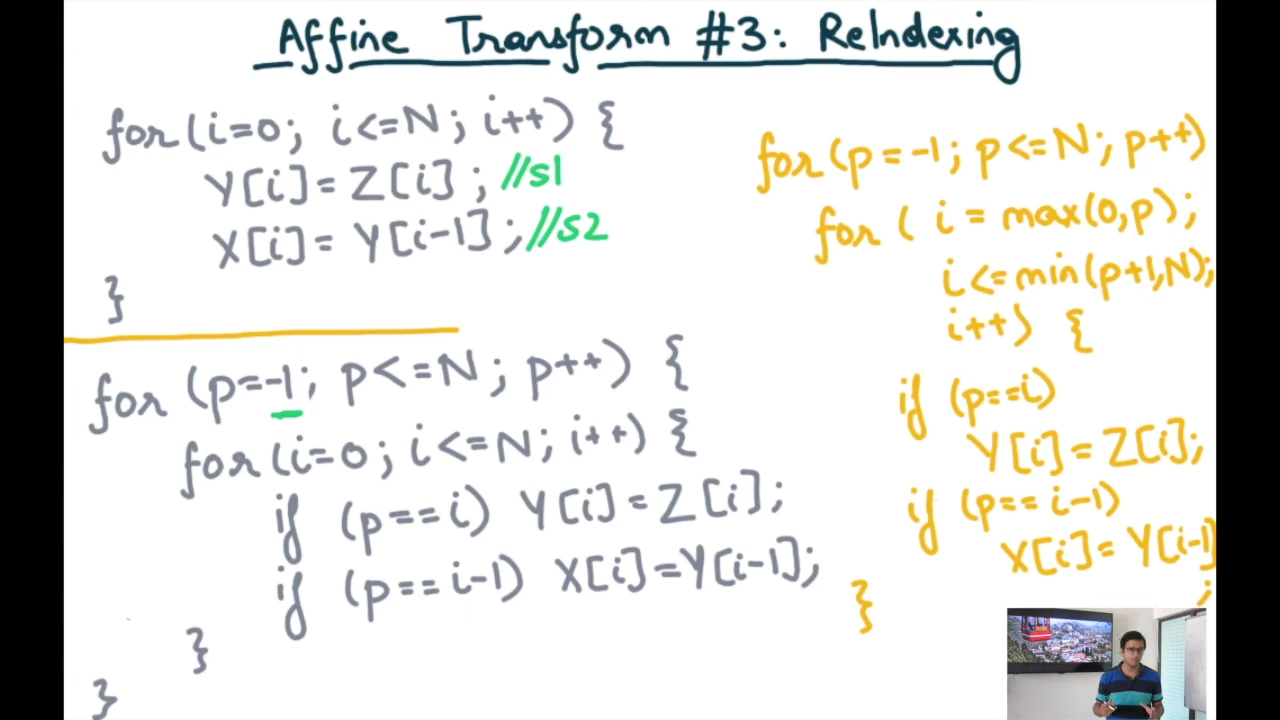 Affine Transform #3: ReIndexing
for(i=0; i<=N; i++) {
Y[i]=Z[i]; //s1
X[i]= Y[i-1]; //s2
}
for (p=-1; p<=N; p++) {
for(i=0; i<=N; i++) {
if (p==i) Y[i]=Z[i];
if (p==i-1) X[i]=Y[i-1];
}
}
for(p=-1; p<=N; p++)
for( i = max(0,p);
i<=min(p+1,N);
i++) {
if (p==i)
Y[i]= Z[i];
if (p== i-1)
X[i]= Y[i-1]
;
}